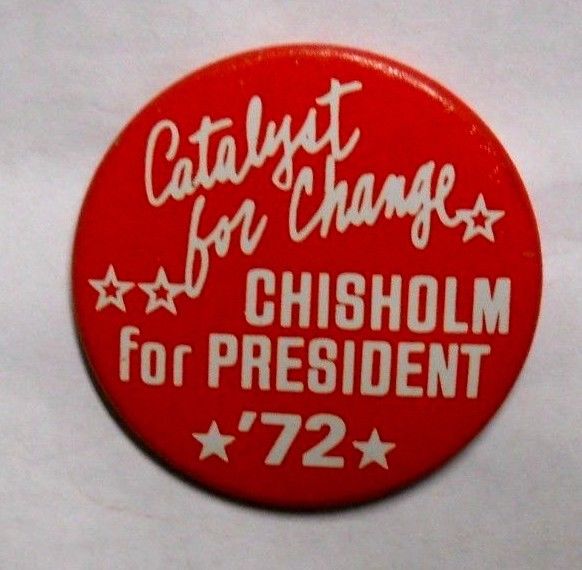 Catalyst
for Change
CHISHOLM
for PRESIDENT
'72